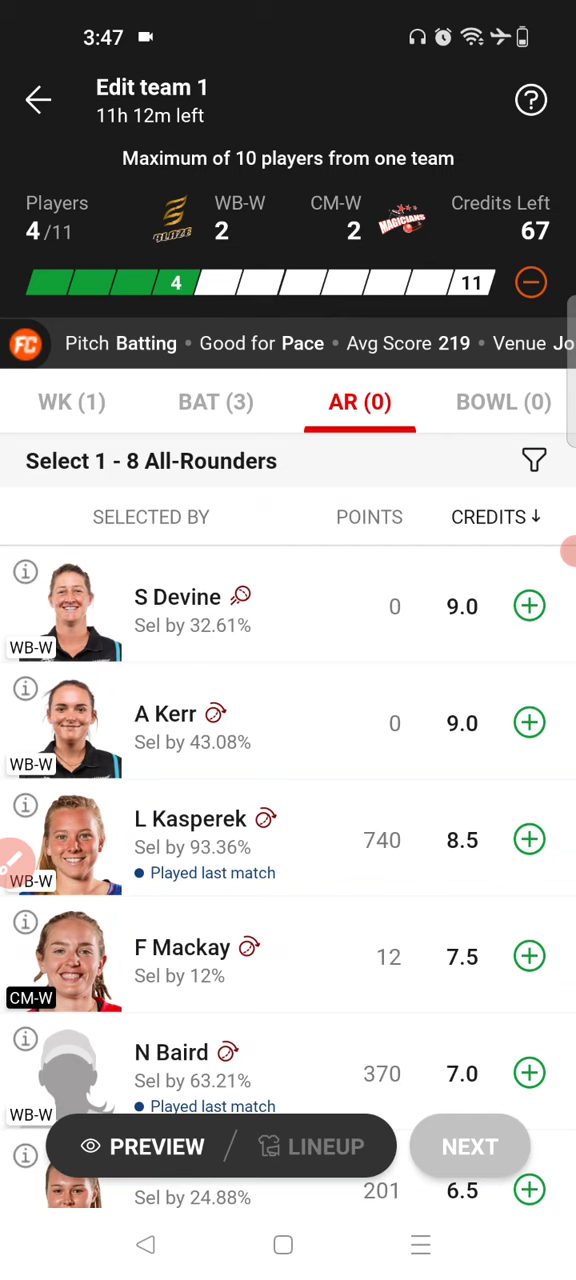 3:47
Edit team 1
11h 12m left
Maximum of 10 players from one team
Players WB-W CM-W Credits Left
4/11 BLAZE 2 2 MAGICIANS 67
4 11
FC Pitch Batting • Good for Pace • Avg Score 219 • Venue Jo
WK (1) BAT (3) AR (0) BOWL (0)
Select 1 - 8 All-Rounders
SELECTED BY POINTS CREDITS ↓
S Devine 0 9.0
Sel by 32.61%
WB-W
A Kerr 0 9.0
Sel by 43.08%
WB-W
L Kasperek 740 8.5
Sel by 93.36%
• Played last match
WB-W
F Mackay 12 7.5
Sel by 12%
CM-W
N Baird 370 7.0
Sel by 63.21%
• Played last match
WB-W
PREVIEW / LINEUP NEXT
Sel by 24.88% 201 6.5